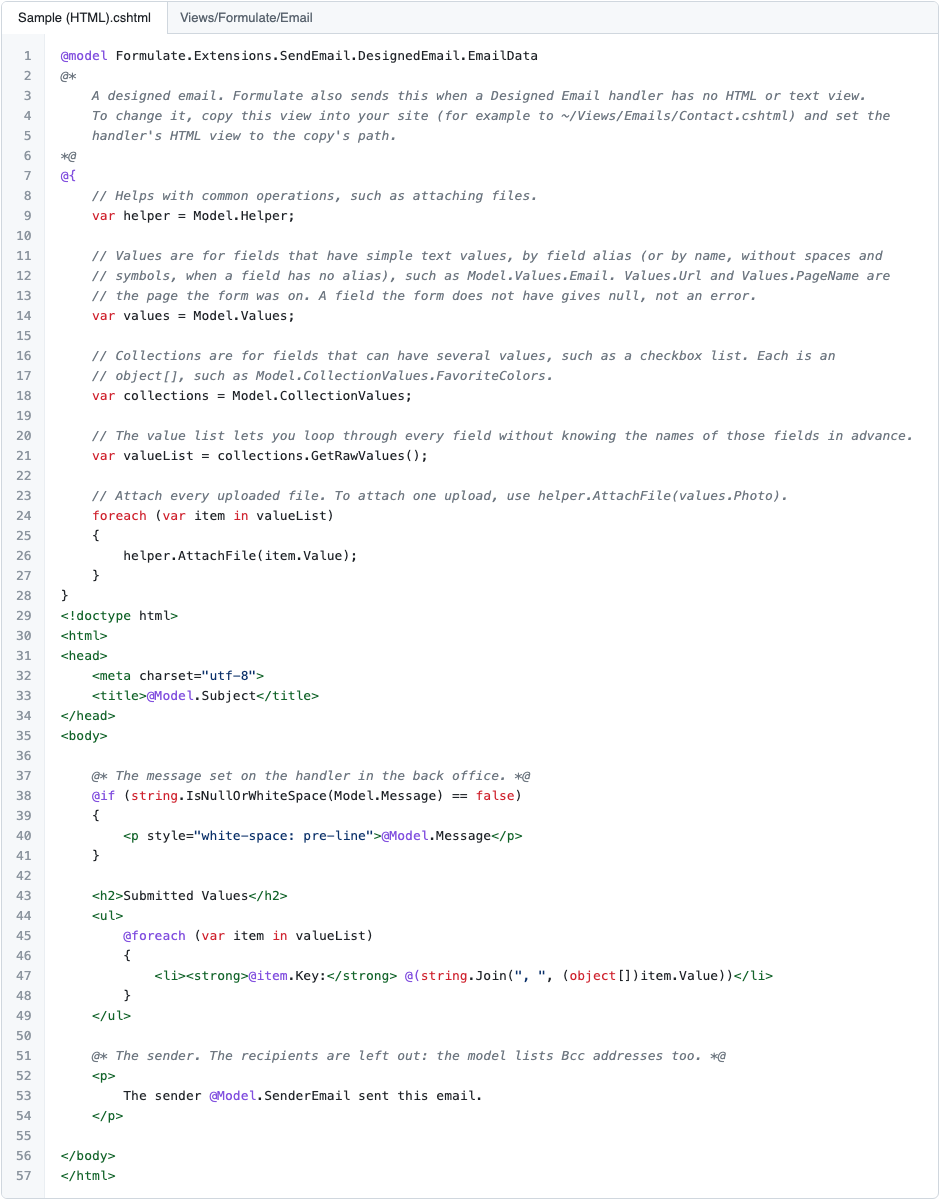 Sample (HTML).cshtml Views/Formulate/Email
1 @model Formulate.Extensions.SendEmail.DesignedEmail.EmailData
2 @*
3     A designed email. Formulate also sends this when a Designed Email handler has no HTML or text view.
4     To change it, copy this view into your site (for example to ~/Views/Emails/Contact.cshtml) and set the
5     handler's HTML view to the copy's path.
6 *@
7 @{
8     // Helps with common operations, such as attaching files.
9     var helper = Model.Helper;
10
11     // Values are for fields that have simple text values, by field alias (or by name, without spaces and
12     // symbols, when a field has no alias), such as Model.Values.Email. Values.Url and Values.PageName are
13     // the page the form was on. A field the form does not have gives null, not an error.
14     var values = Model.Values;
15
16     // Collections are for fields that can have several values, such as a checkbox list. Each is an
17     // object[], such as Model.CollectionValues.FavoriteColors.
18     var collections = Model.CollectionValues;
19
20     // The value list lets you loop through every field without knowing the names of those fields in advance.
21     var valueList = collections.GetRawValues();
22
23     // Attach every uploaded file. To attach one upload, use helper.AttachFile(values.Photo).
24     foreach (var item in valueList)
25     {
26         helper.AttachFile(item.Value);
27     }
28 }
29 <!doctype html>
30 <html>
31 <head>
32     <meta charset="utf-8">
33     <title>@Model.Subject</title>
34 </head>
35 <body>
36
37     @* The message set on the handler in the back office. *@
38     @if (string.IsNullOrWhiteSpace(Model.Message) == false)
39     {
40         <p style="white-space: pre-line">@Model.Message</p>
41     }
42
43     <h2>Submitted Values</h2>
44     <ul>
45         @foreach (var item in valueList)
46         {
47             <li><strong>@item.Key:</strong> @(string.Join(", ", (object[])item.Value))</li>
48         }
49     </ul>
50
51     @* The sender. The recipients are left out: the model lists Bcc addresses too. *@
52     <p>
53         The sender @Model.SenderEmail sent this email.
54     </p>
55
56 </body>
57 </html>